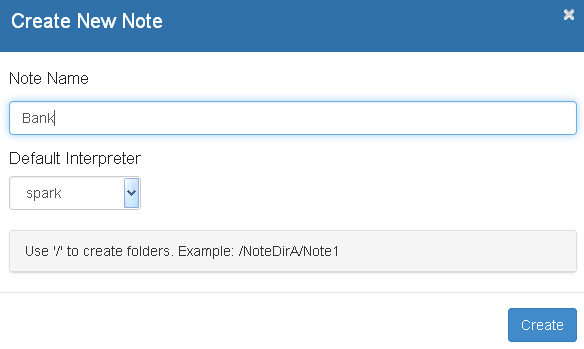 Create New Note
Note Name
Bank
Default Interpreter
spark
Use '/' to create folders. Example: /NoteDirA/Note1
Create